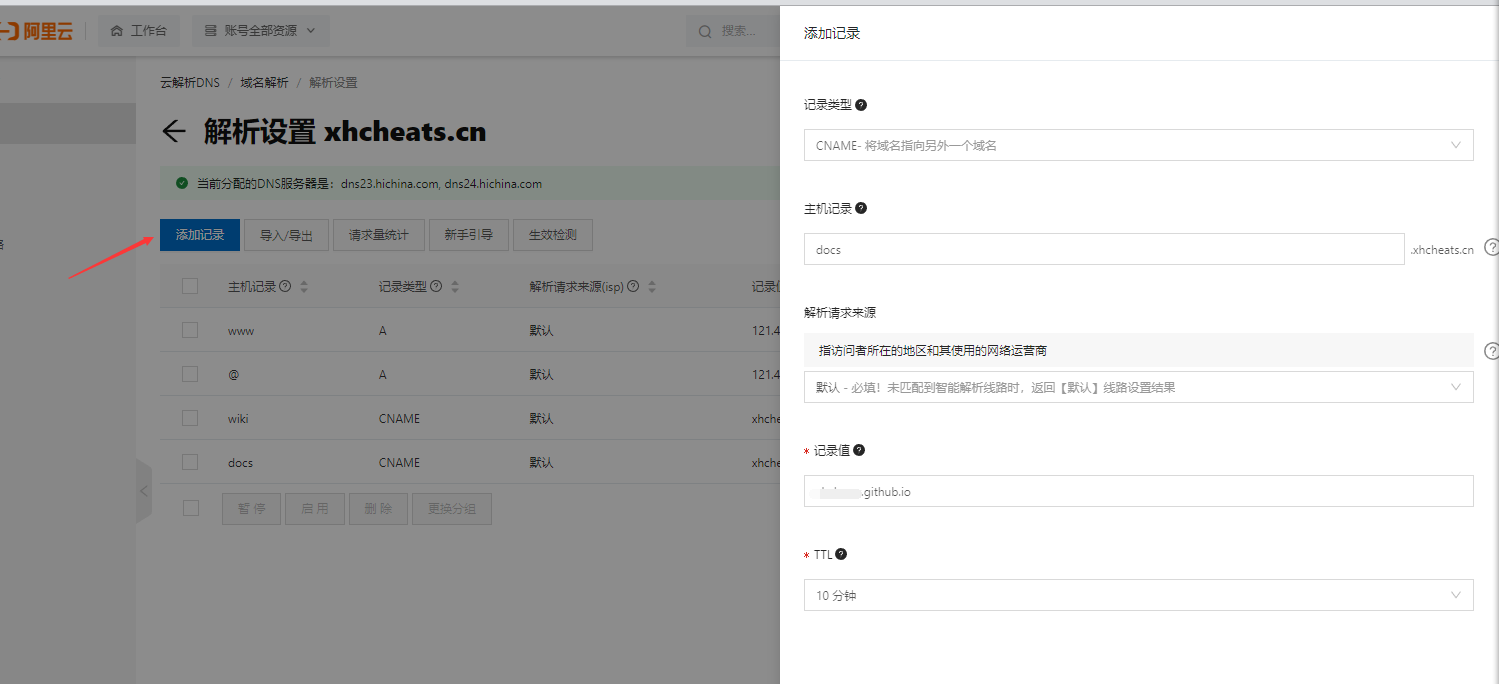 阿里云
工作台
账号全部资源
搜索...
云解析DNS / 域名解析 / 解析设置
解析设置 xhcheats.cn
当前分配的DNS服务器是：dns23.hichina.com, dns24.hichina.com
添加记录 导入/导出 请求量统计 新手引导 生效检测
主机记录 记录类型 解析请求来源(isp) 记录
www A 默认 121.4
@ A 默认 121.4
wiki CNAME 默认 xhche
docs CNAME 默认 xhche
暂 停 启 用 删 除 更换分组
添加记录
记录类型
CNAME- 将域名指向另外一个域名
主机记录
docs .xhcheats.cn
解析请求来源
指访问者所在的地区和其使用的网络运营商
默认 - 必填！未匹配到智能解析线路时，返回【默认】线路设置结果
* 记录值
.github.io
* TTL
10 分钟